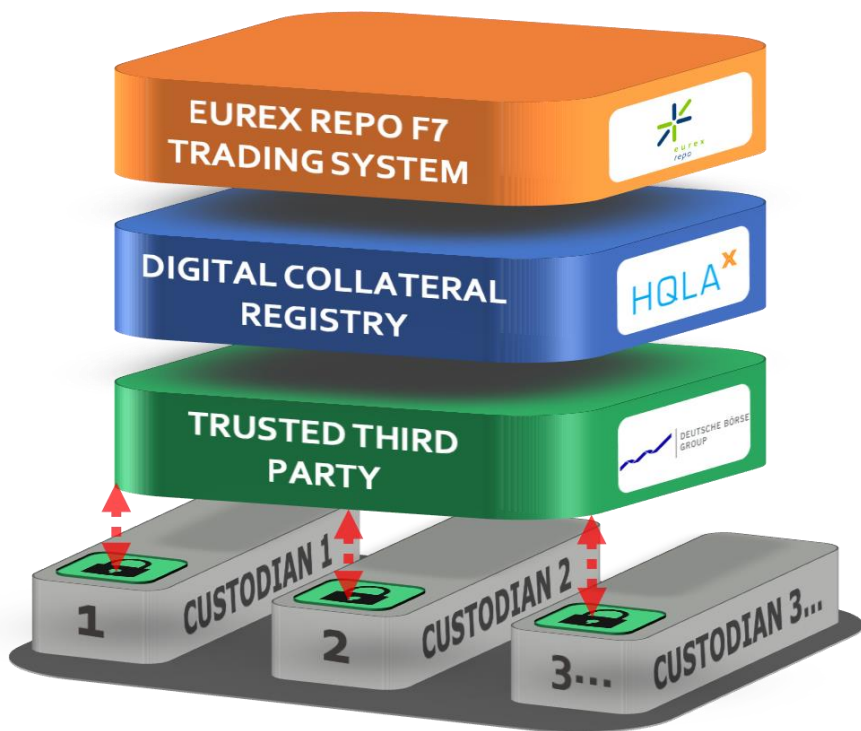 EUREX REPO F7
TRADING SYSTEM
eurex
repo
DIGITAL COLLATERAL
REGISTRY
HQLAx
TRUSTED THIRD
PARTY
DEUTSCHE BÖRSE
GROUP
1
CUSTODIAN 1
2
CUSTODIAN 2
3...
CUSTODIAN 3...